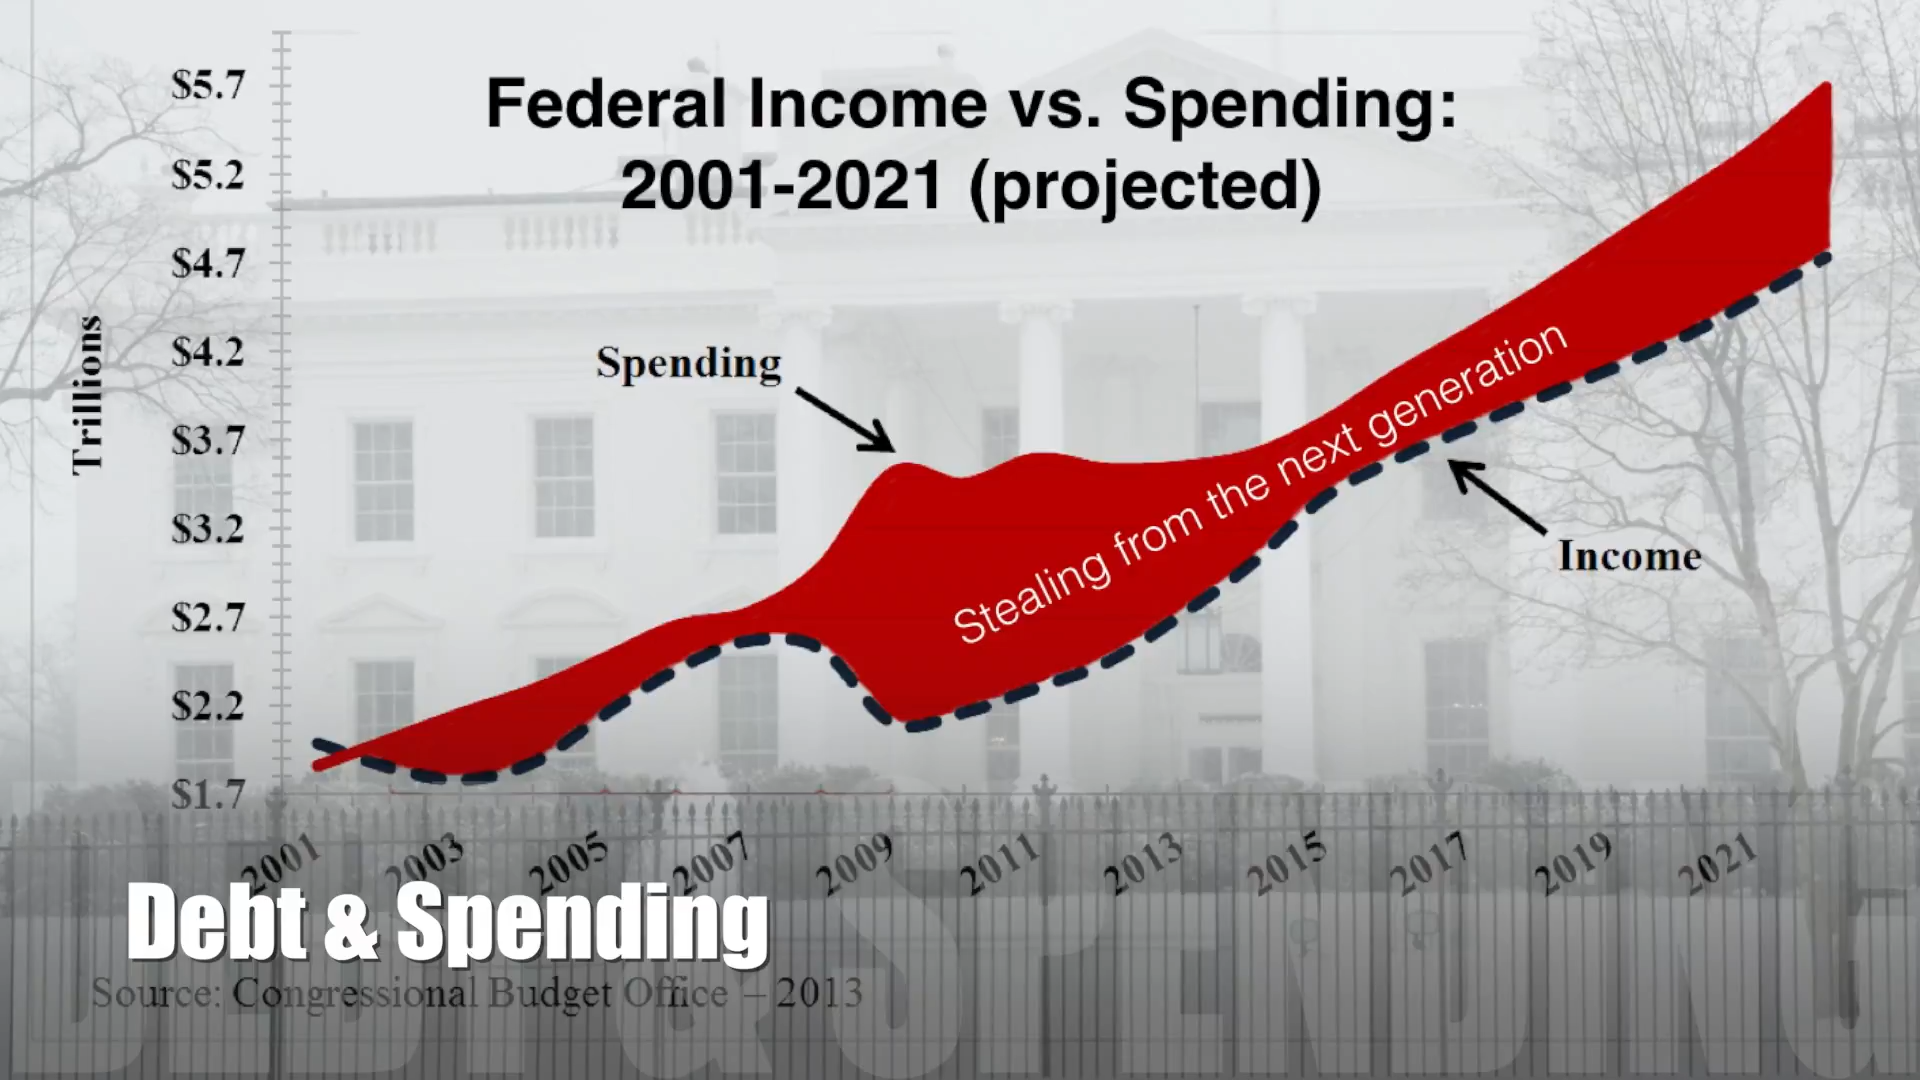 Federal Income vs. Spending:
2001-2021 (projected)
$5.7
$5.2
$4.7
$4.2
$3.7
$3.2
$2.7
$2.2
$1.7
Trillions
Spending
Stealing from the next generation
Income
2001 2003 2005 2007 2009 2011 2013 2015 2017 2019 2021
Debt & Spending
Source: Congressional Budget Office – 2013
DEBT & SPENDING